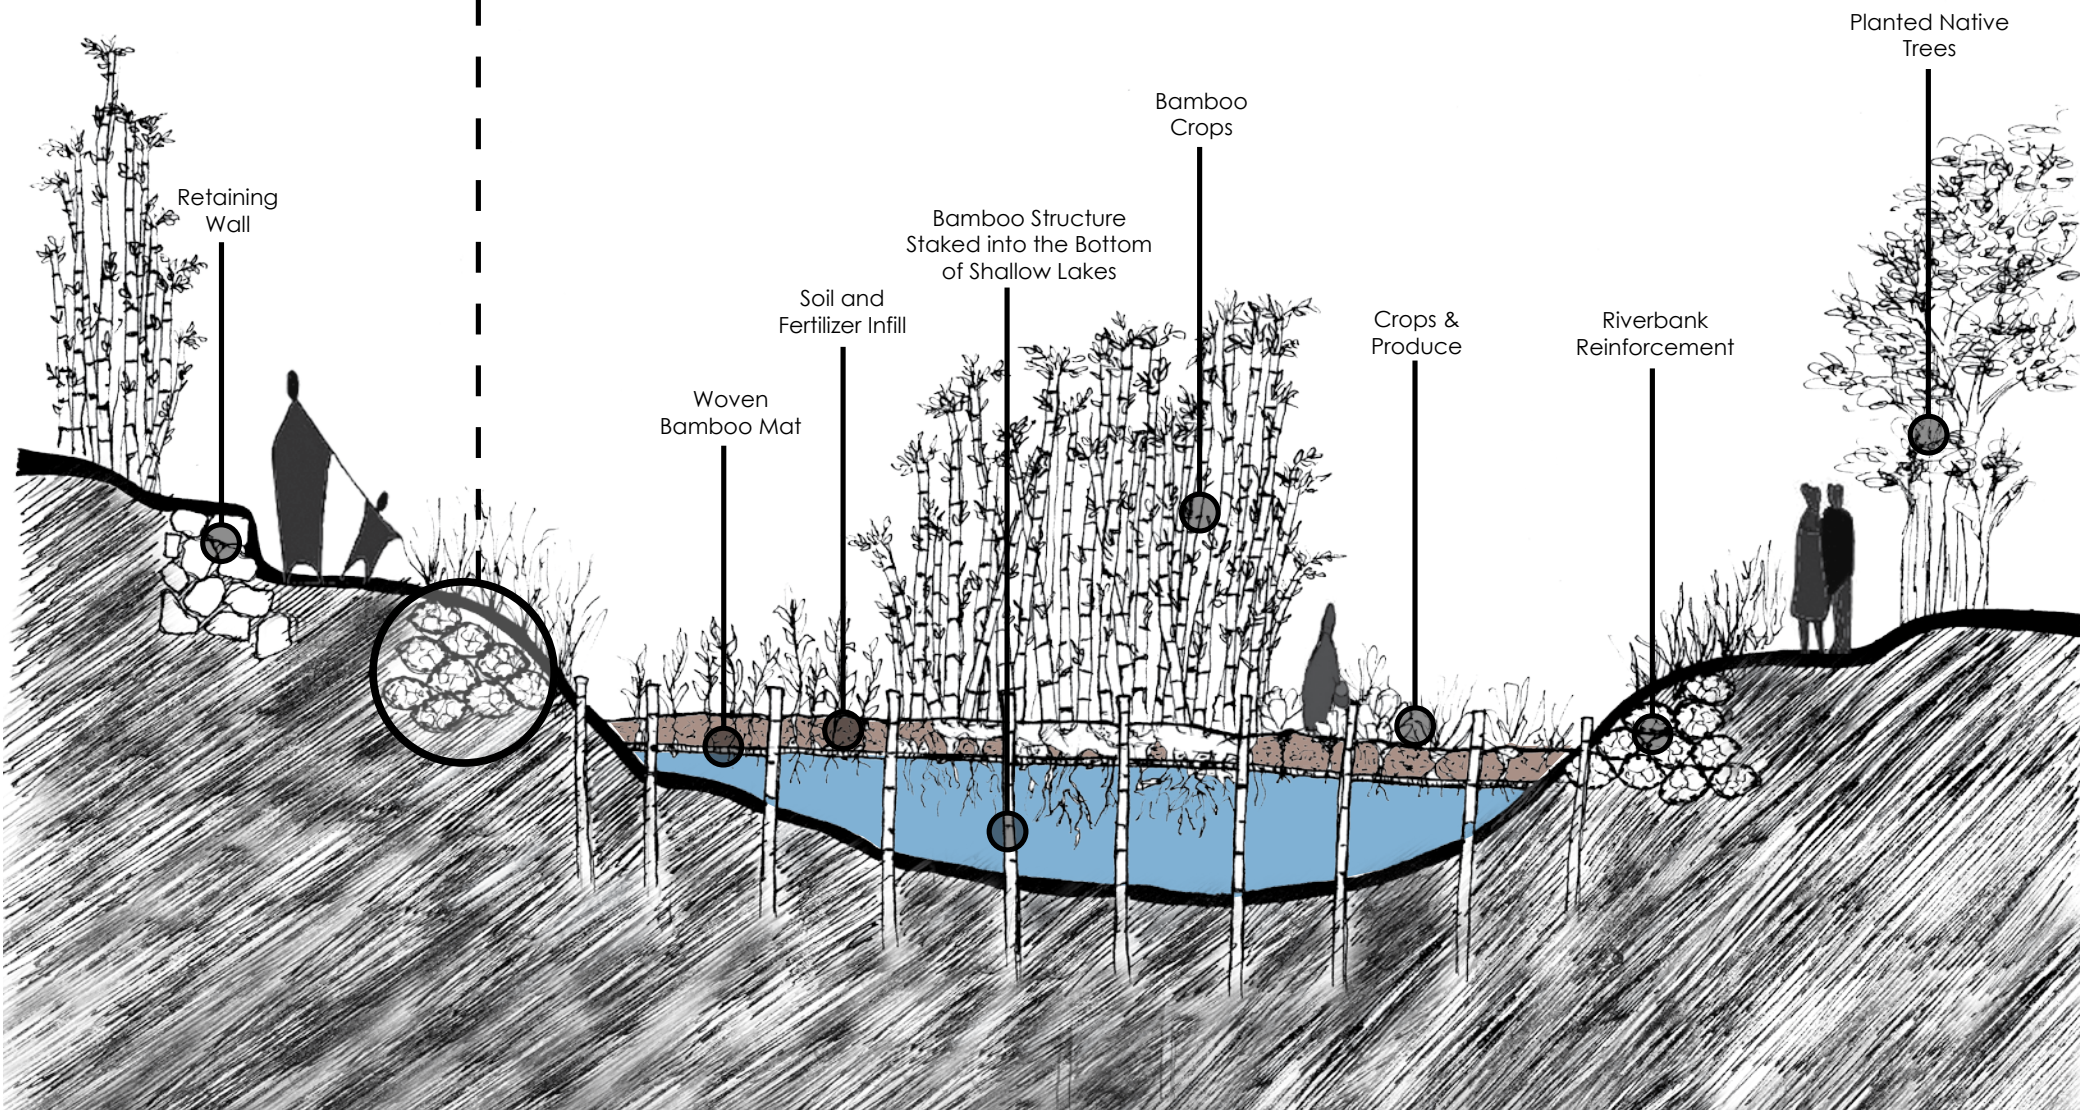 Planted Native
Trees
Bamboo
Crops
Retaining
Wall
Bamboo Structure
Staked into the Bottom
of Shallow Lakes
Soil and
Fertilizer Infill
Crops &
Produce
Riverbank
Reinforcement
Woven
Bamboo Mat